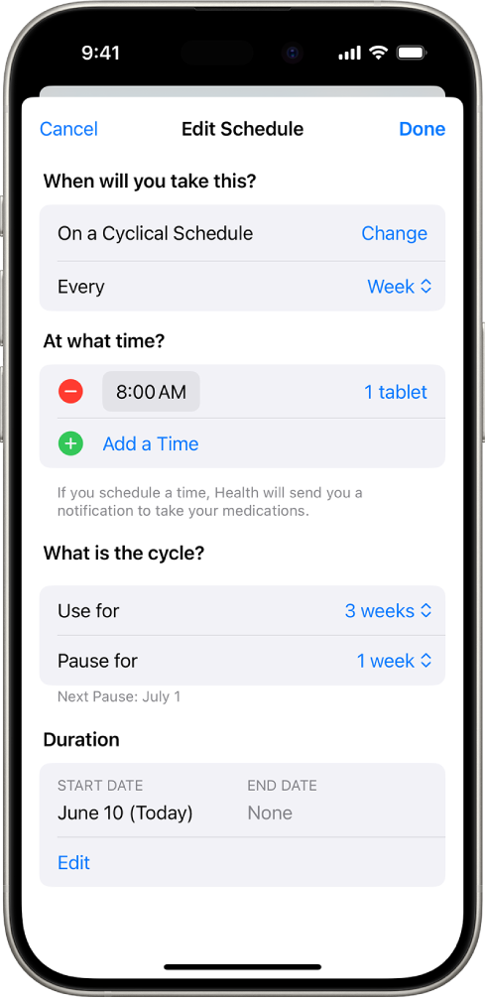 9:41
Cancel Edit Schedule Done
When will you take this?
On a Cyclical Schedule Change
Every Week
At what time?
8:00 AM 1 tablet
Add a Time
If you schedule a time, Health will send you a
notification to take your medications.
What is the cycle?
Use for 3 weeks
Pause for 1 week
Next Pause: July 1
Duration
START DATE END DATE
June 10 (Today) None
Edit